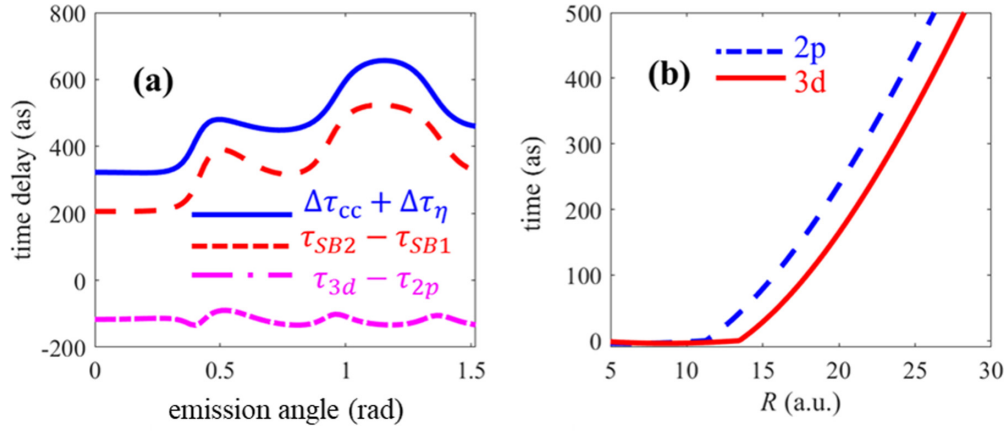 800
600
400
200
0
-200
time delay (as)
(a)
Δτcc + Δτη
τSB2 − τSB1
τ3d − τ2p
0
0.5
1
1.5
emission angle (rad)
500
400
300
200
100
0
time (as)
(b)
2p
3d
5
10
15
20
25
30
R (a.u.)